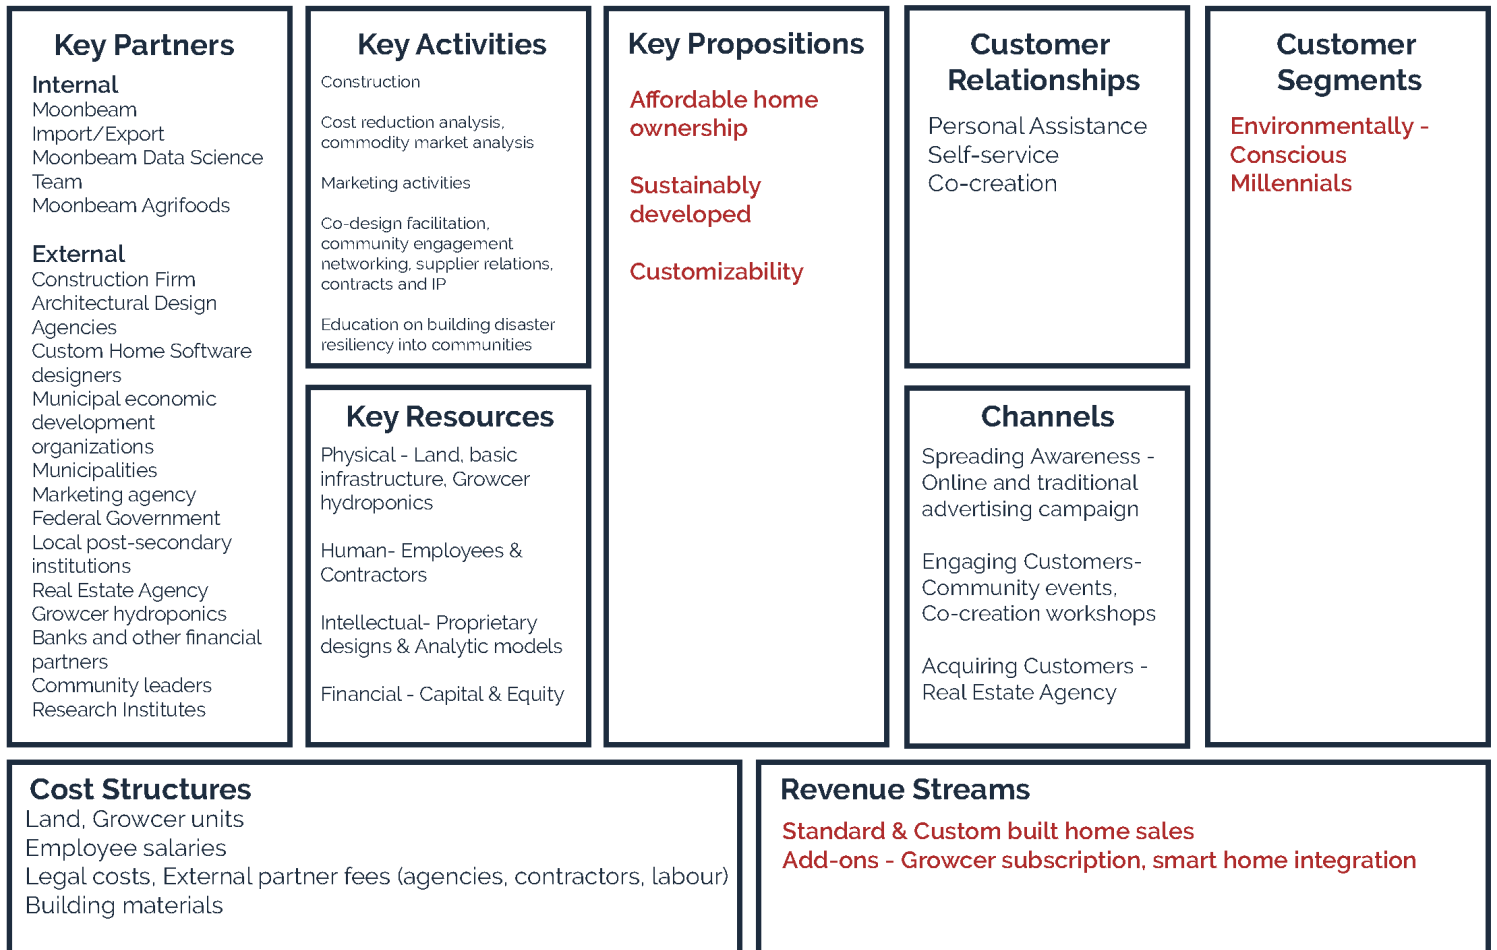 Key Partners
Internal
Moonbeam
Import/Export
Moonbeam Data Science
Team
Moonbeam Agrifoods
External
Construction Firm
Architectural Design
Agencies
Custom Home Software
designers
Municipal economic
development
organizations
Municipalities
Marketing agency
Federal Government
Local post-secondary
institutions
Real Estate Agency
Growcer hydroponics
Banks and other financial
partners
Community leaders
Research Institutes
Key Activities
Construction
Cost reduction analysis,
commodity market analysis
Marketing activities
Co-design facilitation,
community engagement
networking, supplier relations,
contracts and IP
Education on building disaster
resiliency into communities
Key Resources
Physical - Land, basic
infrastructure, Growcer
hydroponics
Human- Employees &
Contractors
Intellectual- Proprietary
designs & Analytic models
Financial - Capital & Equity
Key Propositions
Affordable home
ownership
Sustainably
developed
Customizability
Customer
Relationships
Personal Assistance
Self-service
Co-creation
Channels
Spreading Awareness -
Online and traditional
advertising campaign
Engaging Customers-
Community events,
Co-creation workshops
Acquiring Customers -
Real Estate Agency
Customer
Segments
Environmentally -
Conscious
Millennials
Cost Structures
Land, Growcer units
Employee salaries
Legal costs, External partner fees (agencies, contractors, labour)
Building materials
Revenue Streams
Standard & Custom built home sales
Add-ons - Growcer subscription, smart home integration